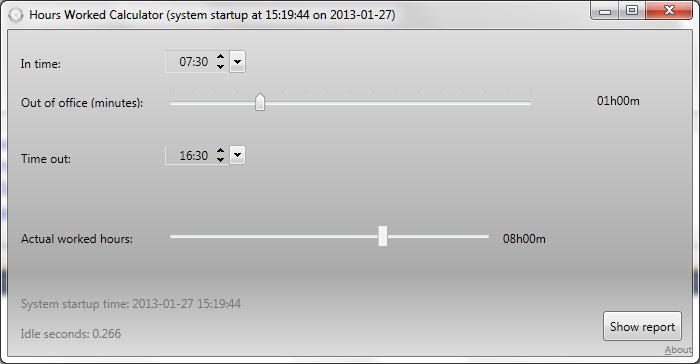 Hours Worked Calculator (system startup at 15:19:44 on 2013-01-27)
In time: 07:30
Out of office (minutes): 01h00m
Time out: 16:30
Actual worked hours: 08h00m
System startup time: 2013-01-27 15:19:44
Idle seconds: 0.266
Show report
About